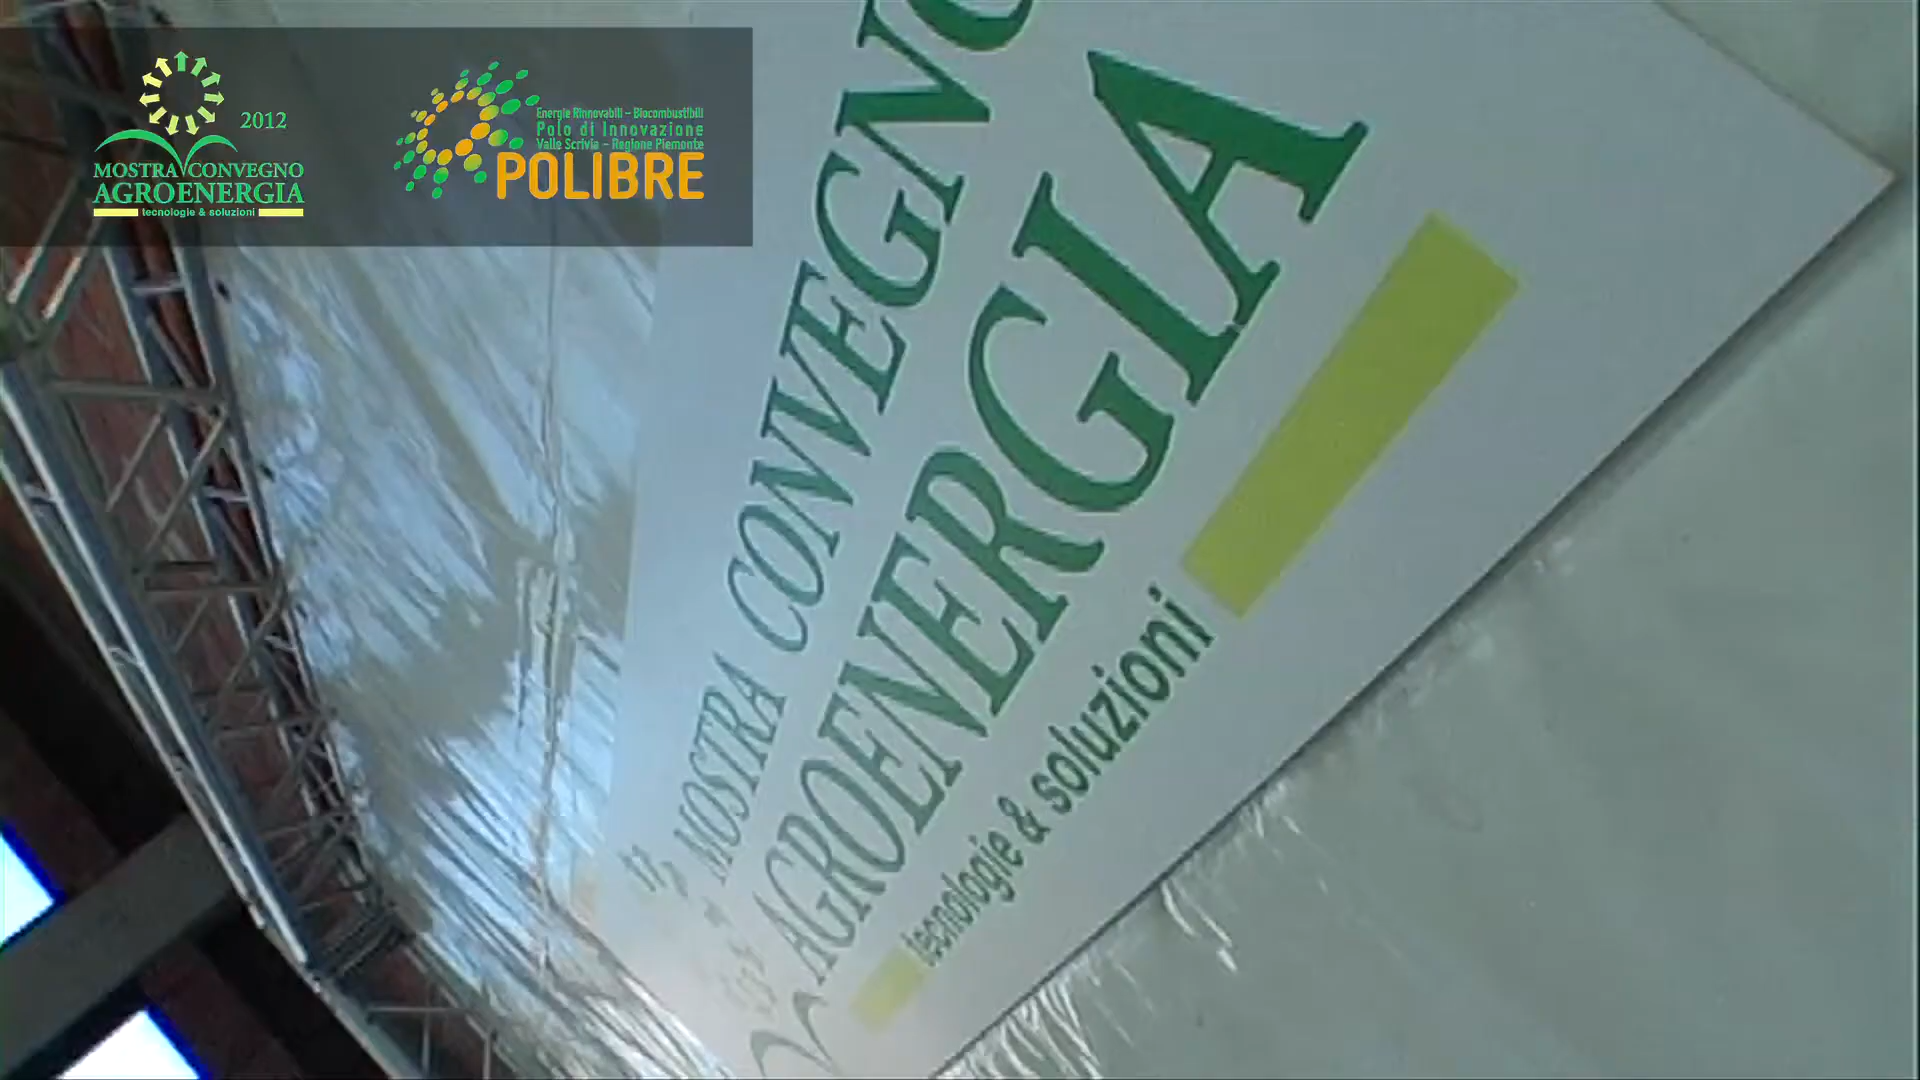 2012
MOSTRA CONVEGNO
AGROENERGIA
tecnologie & soluzioni
Energie Rinnovabili – Biocombustibili
Polo di Innovazione
Valle Scrivia – Regione Piemonte
POLIBRE
MOSTRA CONVEGNO
AGROENERGIA
tecnologie & soluzioni